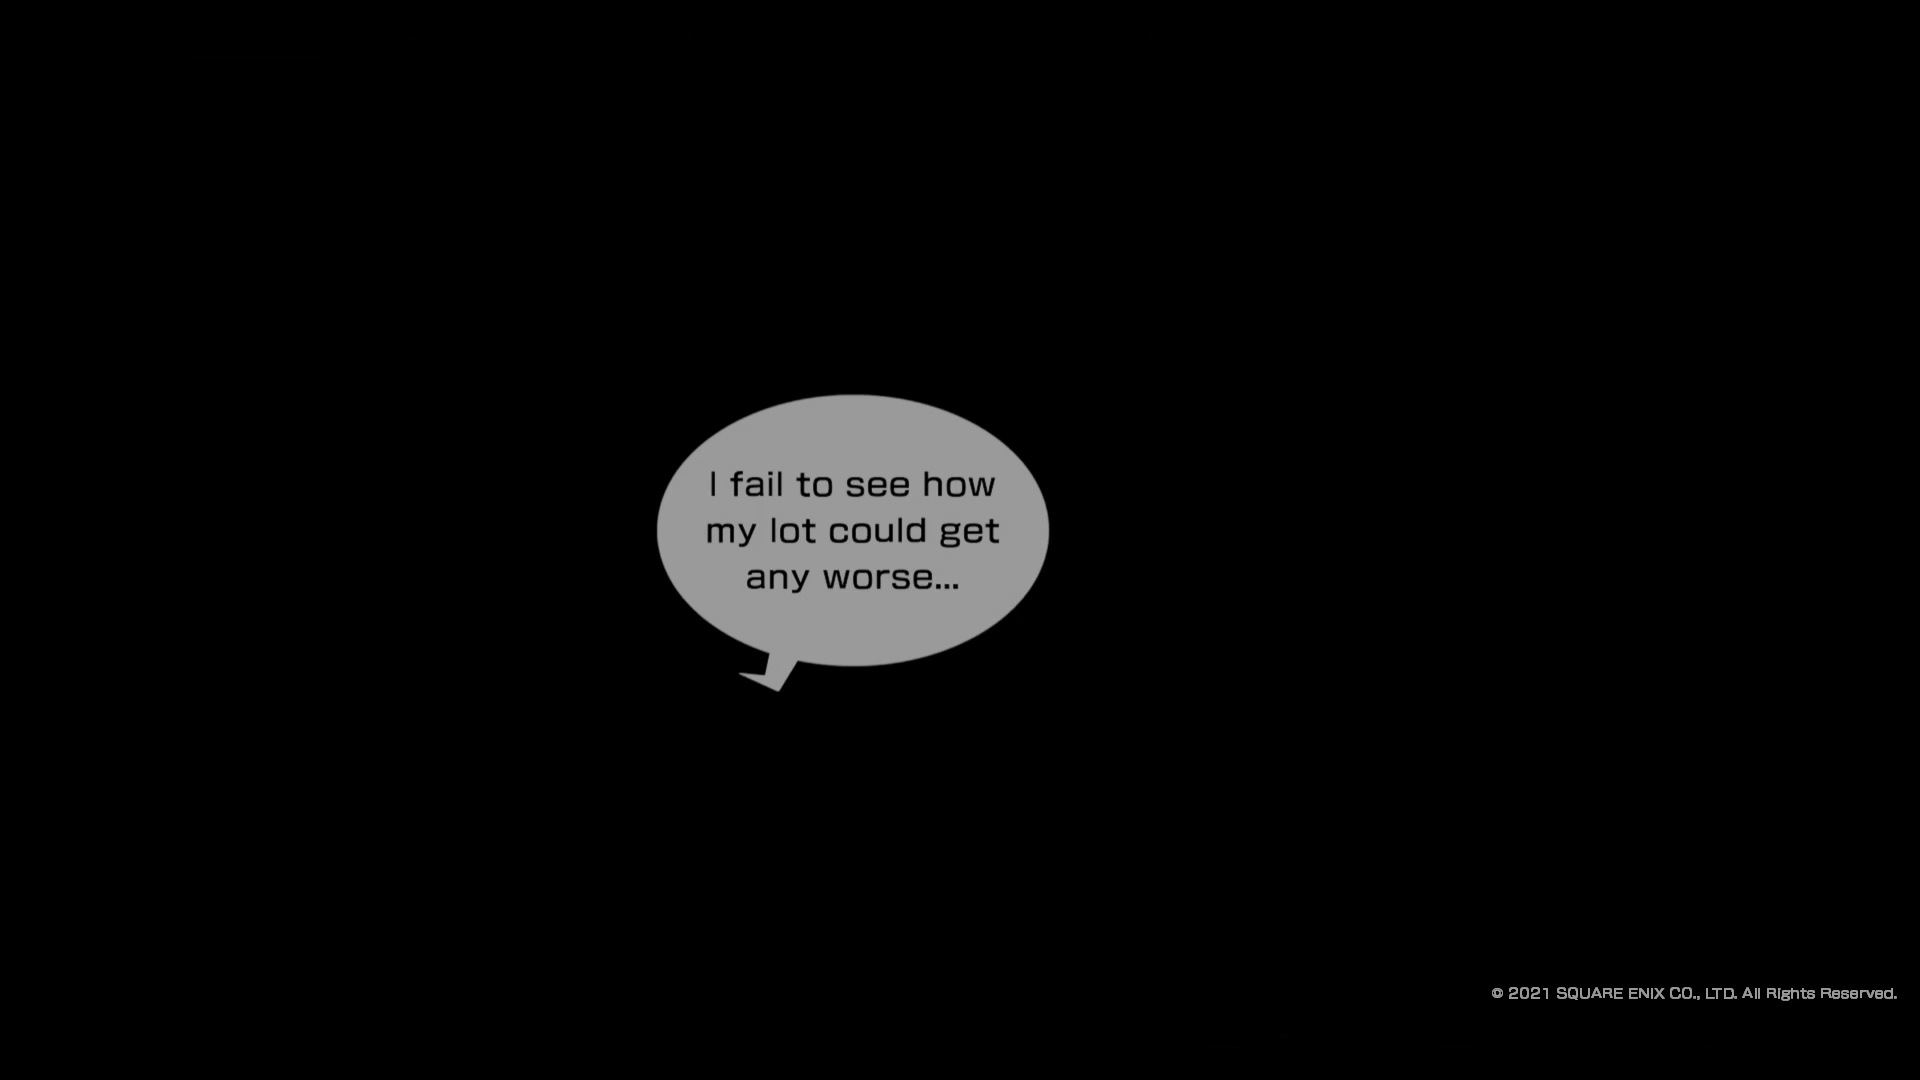 I fail to see how
my lot could get
any worse...
© 2021 SQUARE ENIX CO., LTD. All Rights Reserved.